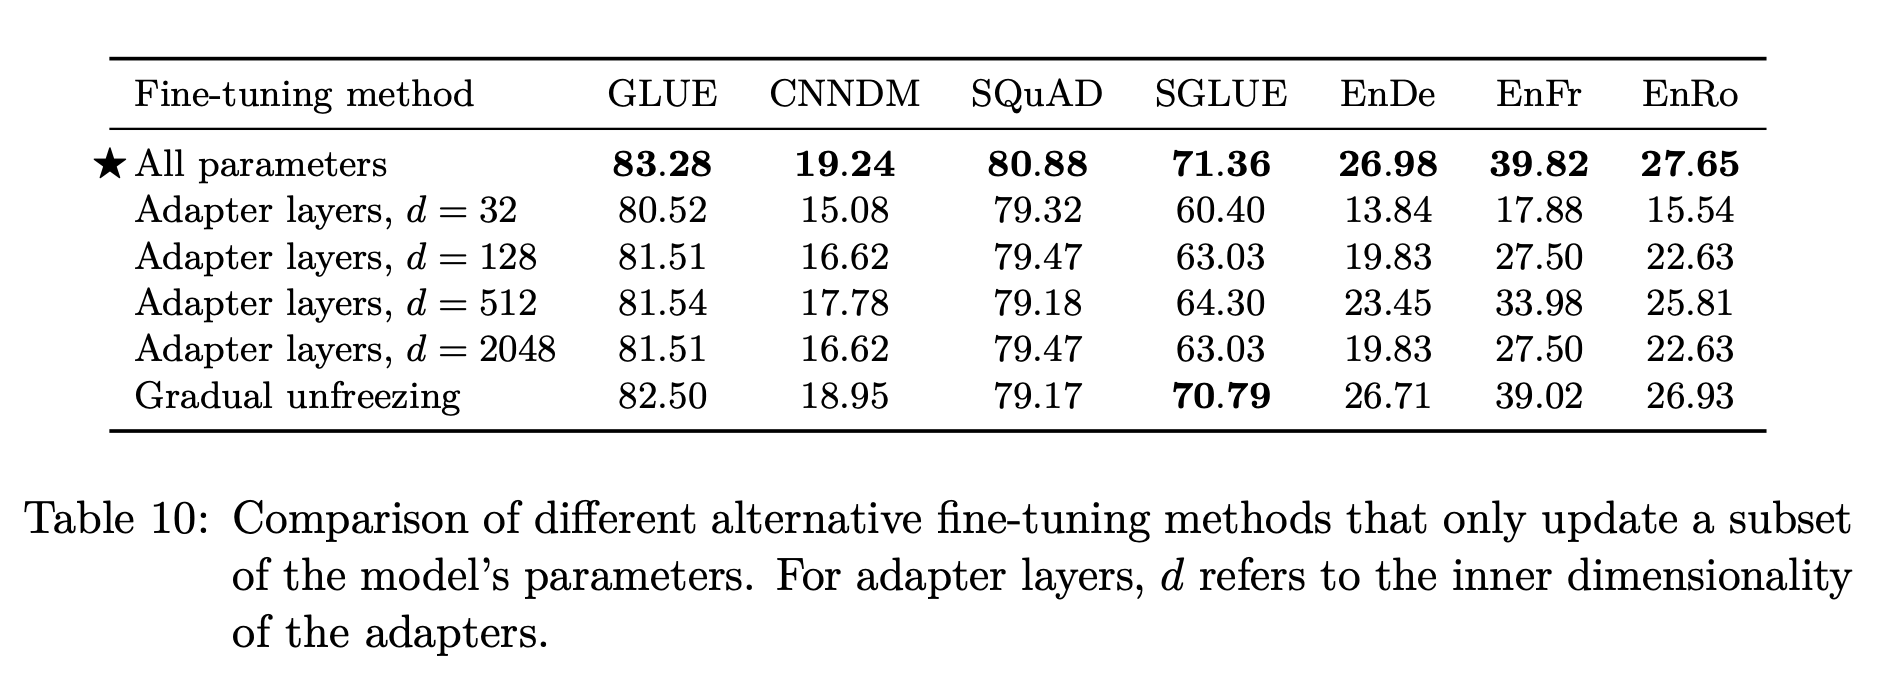 Fine-tuning method GLUE CNNDM SQuAD SGLUE EnDe EnFr EnRo
★ All parameters 83.28 19.24 80.88 71.36 26.98 39.82 27.65
Adapter layers, d = 32 80.52 15.08 79.32 60.40 13.84 17.88 15.54
Adapter layers, d = 128 81.51 16.62 79.47 63.03 19.83 27.50 22.63
Adapter layers, d = 512 81.54 17.78 79.18 64.30 23.45 33.98 25.81
Adapter layers, d = 2048 81.51 16.62 79.47 63.03 19.83 27.50 22.63
Gradual unfreezing 82.50 18.95 79.17 70.79 26.71 39.02 26.93
Table 10: Comparison of different alternative fine-tuning methods that only update a subset
of the model’s parameters. For adapter layers, d refers to the inner dimensionality
of the adapters.